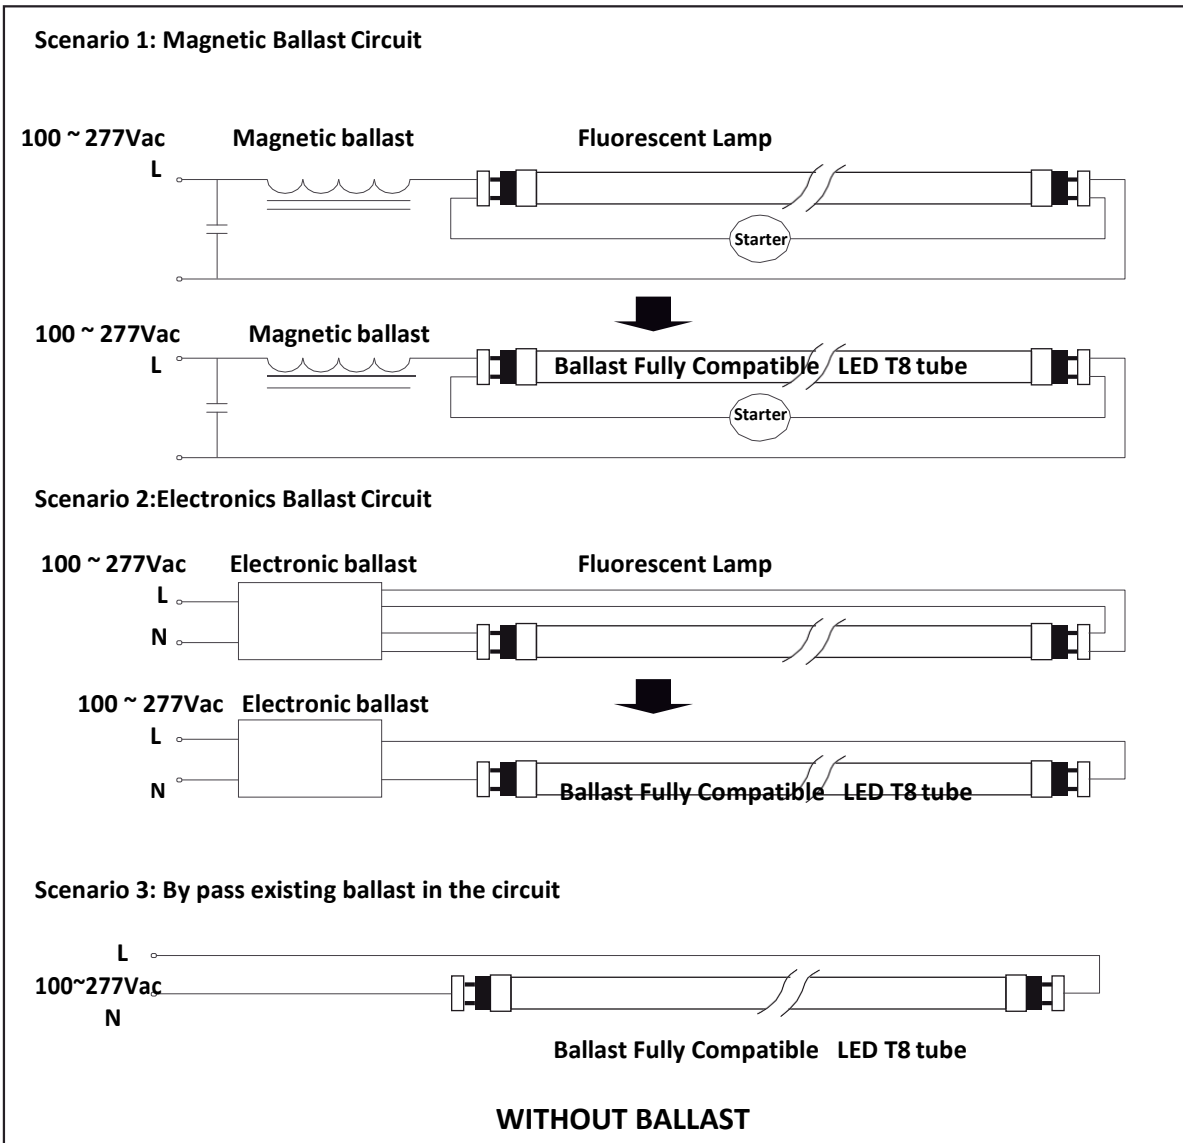 Scenario 1: Magnetic Ballast Circuit
100 ~ 277Vac Magnetic ballast Fluorescent Lamp
L
Starter
100 ~ 277Vac Magnetic ballast
L Ballast Fully Compatible LED T8 tube
Starter
Scenario 2:Electronics Ballast Circuit
100 ~ 277Vac Electronic ballast Fluorescent Lamp
L
N
100 ~ 277Vac Electronic ballast
L
N Ballast Fully Compatible LED T8 tube
Scenario 3: By pass existing ballast in the circuit
L
100~277Vac
N
Ballast Fully Compatible LED T8 tube
WITHOUT BALLAST